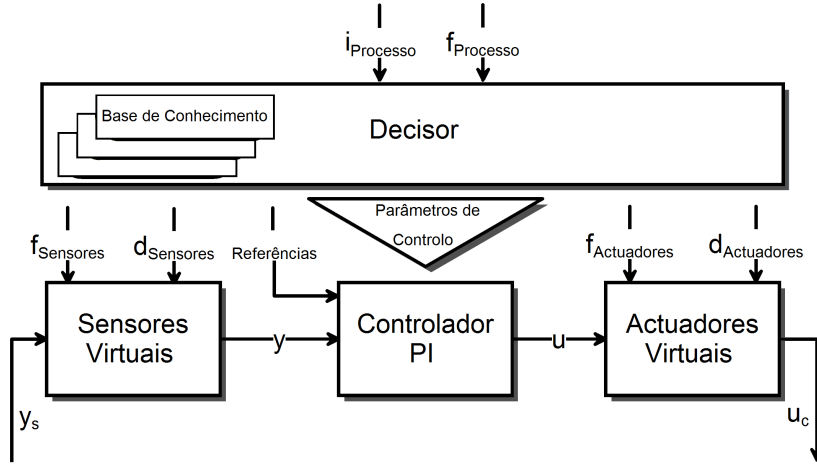 iProcesso
fProcesso
Base de Conhecimento
Decisor
Parâmetros de
Controlo
fSensores
dSensores
Referências
fActuadores
dActuadores
Sensores
Virtuais
y
Controlador
PI
u
Actuadores
Virtuais
ys
uc